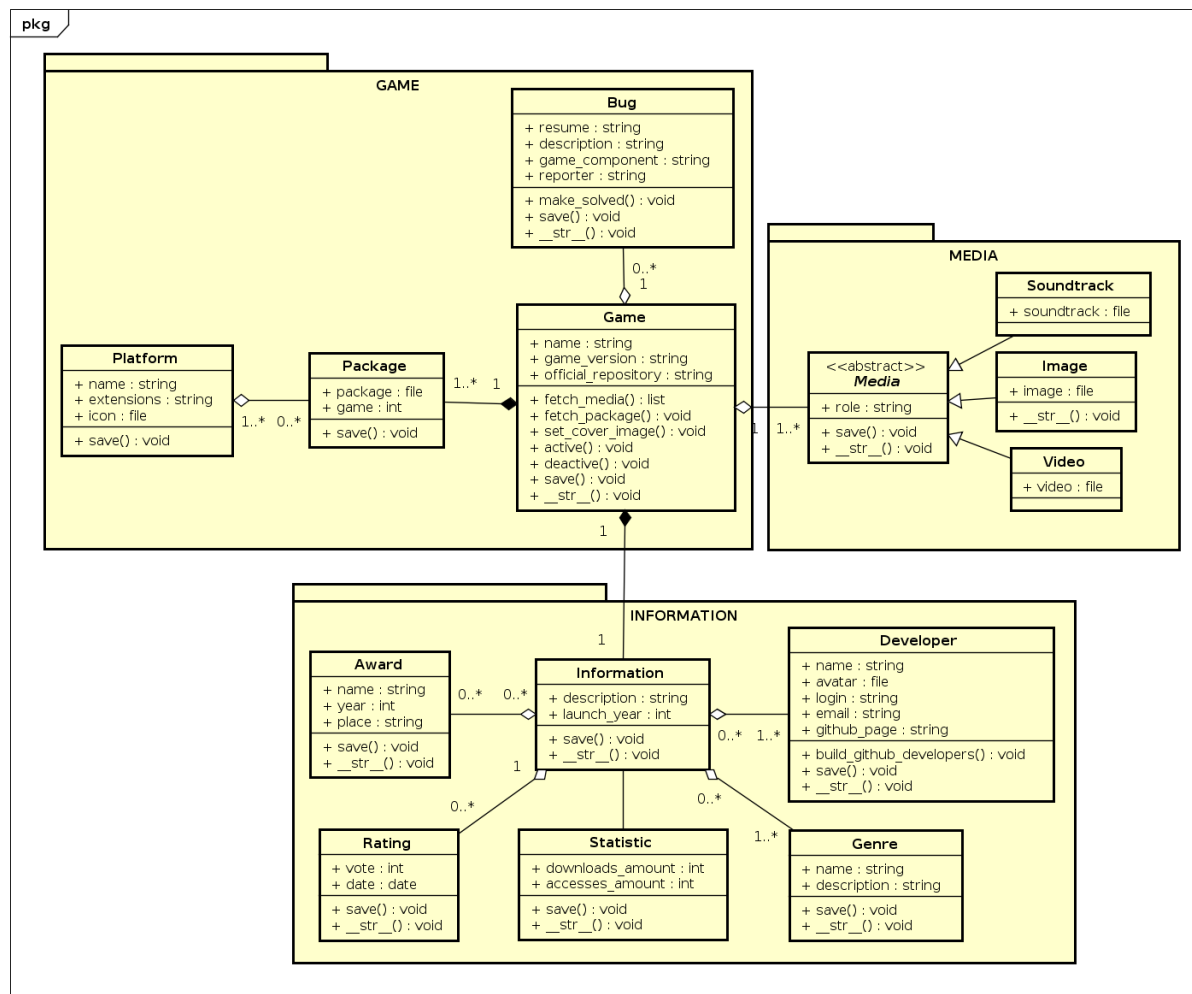 pkg
GAME
Bug
+ resume : string
+ description : string
+ game_component : string
+ reporter : string
+ make_solved() : void
+ save() : void
+ __str__() : void
0..*
1
Platform
+ name : string
+ extensions : string
+ icon : file
+ save() : void
1..*
0..*
Package
+ package : file
+ game : int
+ save() : void
1..*
1
Game
+ name : string
+ game_version : string
+ official_repository : string
+ fetch_media() : list
+ fetch_package() : void
+ set_cover_image() : void
+ active() : void
+ deactive() : void
+ save() : void
+ __str__() : void
1
1..*
MEDIA
<<abstract>>
Media
+ role : string
+ save() : void
+ __str__() : void
Soundtrack
+ soundtrack : file
Image
+ image : file
+ __str__() : void
Video
+ video : file
1
1
INFORMATION
Award
+ name : string
+ year : int
+ place : string
+ save() : void
+ __str__() : void
0..*
0..*
Information
+ description : string
+ launch_year : int
+ save() : void
+ __str__() : void
0..*
1..*
Developer
+ name : string
+ avatar : file
+ login : string
+ email : string
+ github_page : string
+ build_github_developers() : void
+ save() : void
+ __str__() : void
1
0..*
0..*
1..*
Rating
+ vote : int
+ date : date
+ save() : void
+ __str__() : void
Statistic
+ downloads_amount : int
+ accesses_amount : int
+ save() : void
+ __str__() : void
Genre
+ name : string
+ description : string
+ save() : void
+ __str__() : void